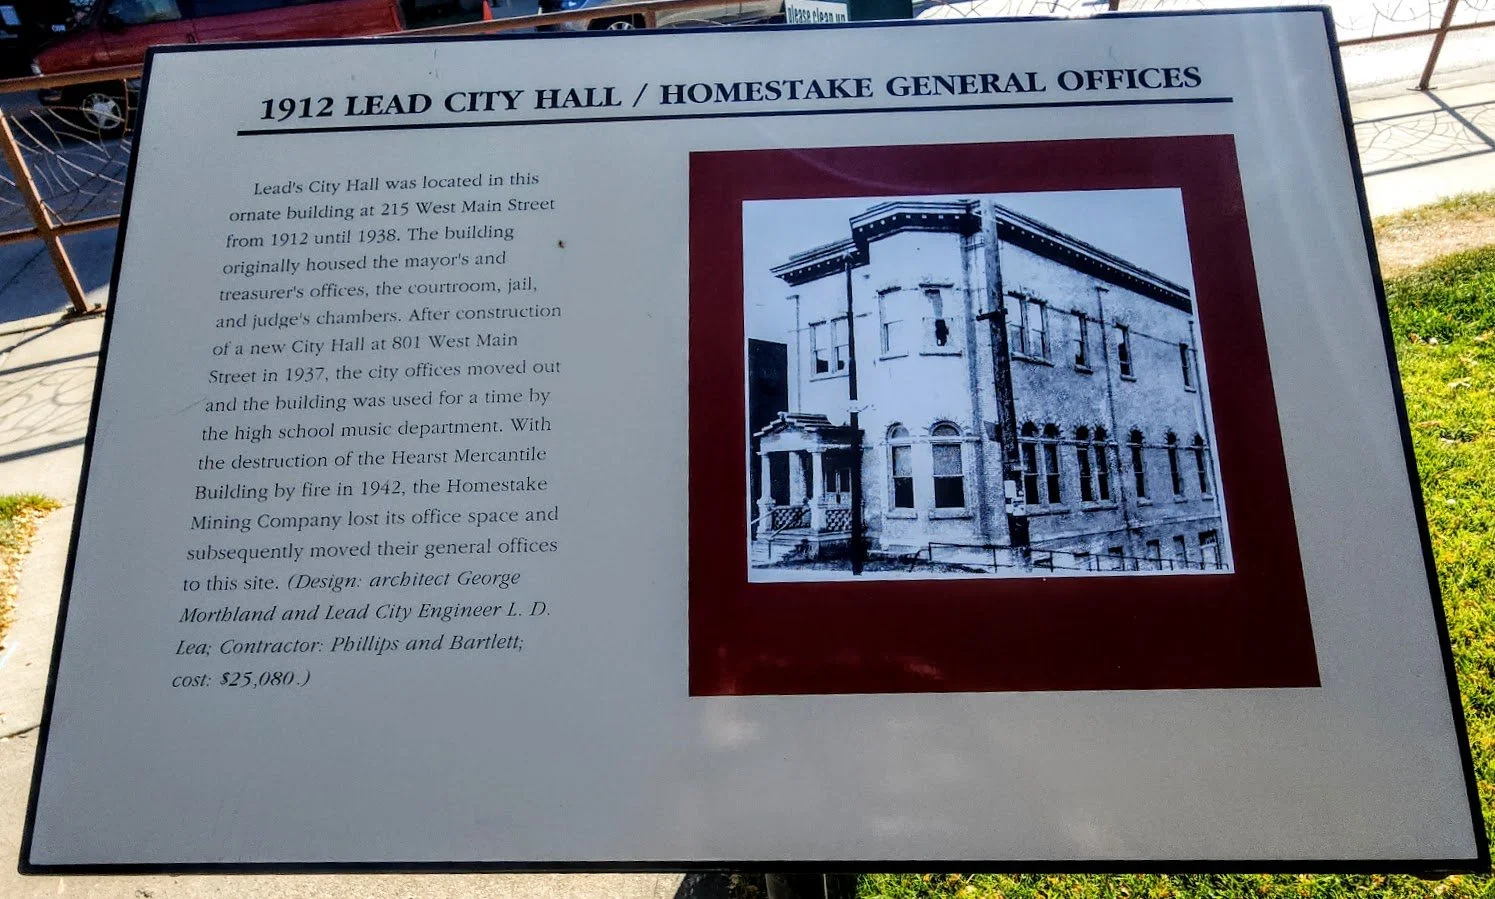 please clean up
1912 LEAD CITY HALL / HOMESTAKE GENERAL OFFICES
Lead's City Hall was located in this
ornate building at 215 West Main Street
from 1912 until 1938. The building
originally housed the mayor's and
treasurer's offices, the courtroom, jail,
and judge's chambers. After construction
of a new City Hall at 801 West Main
Street in 1937, the city offices moved out
and the building was used for a time by
the high school music department. With
the destruction of the Hearst Mercantile
Building by fire in 1942, the Homestake
Mining Company lost its office space and
subsequently moved their general offices
to this site. (Design: architect George
Morthland and Lead City Engineer L. D.
Lea; Contractor: Phillips and Bartlett;
cost: $25,080.)